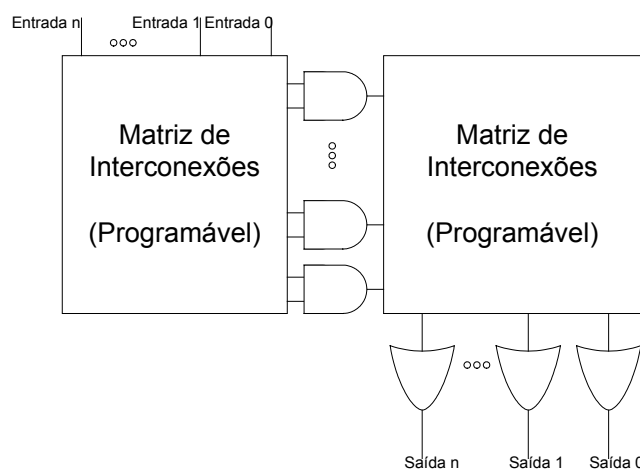 Entrada n
Entrada 1
Entrada 0
Matriz de
Interconexões
(Programável)
Matriz de
Interconexões
(Programável)
Saída n
Saída 1
Saída 0